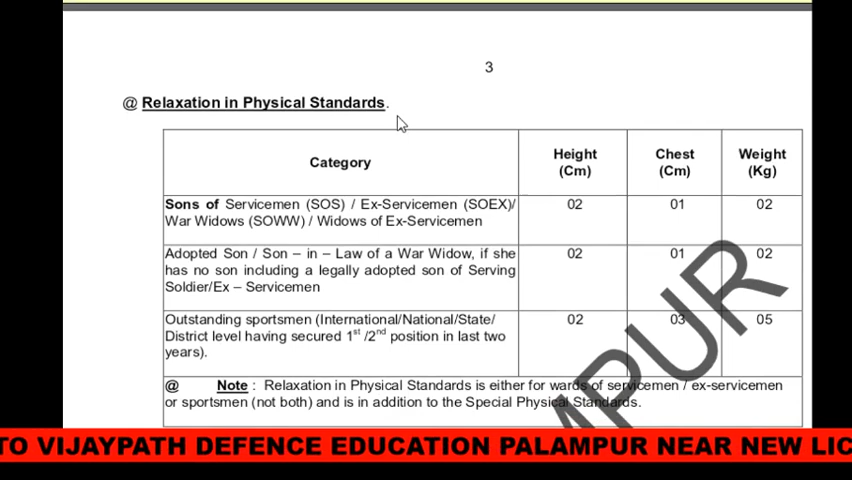 3
@ Relaxation in Physical Standards.
Category
Height
(Cm)
Chest
(Cm)
Weight
(Kg)
Sons of Servicemen (SOS) / Ex-Servicemen (SOEX)/
War Widows (SOWW) / Widows of Ex-Servicemen
02
01
02
Adopted Son / Son – in – Law of a War Widow, if she
has no son including a legally adopted son of Serving
Soldier/Ex – Servicemen
02
01
02
Outstanding sportsmen (International/National/State/
District level having secured 1st /2nd position in last two
years).
02
03
05
@ Note : Relaxation in Physical Standards is either for wards of servicemen / ex-servicemen
or sportsmen (not both) and is in addition to the Special Physical Standards.
MPUR
TO VIJAYPATH DEFENCE EDUCATION PALAMPUR NEAR NEW LIC